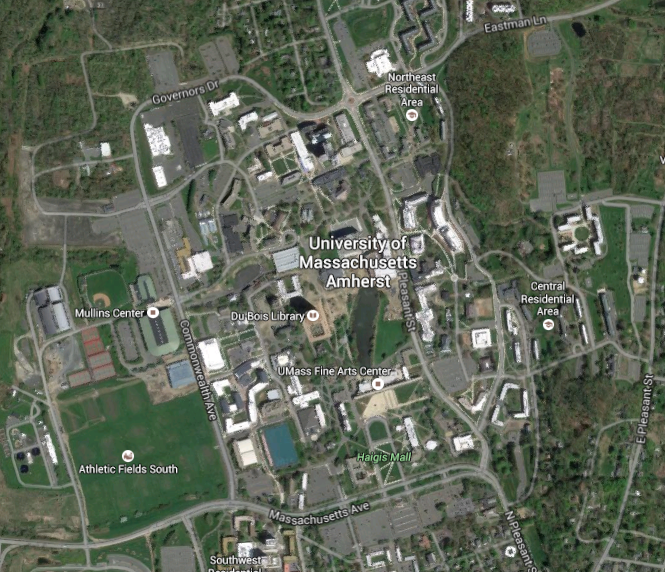 Eastman Ln
Northeast
Residential
Area
Governors Dr
University of
Massachusetts
Amherst
Pleasant St
Central
Residential
Area
Mullins Center
Du Bois Library
Commonwealth Ave
UMass Fine Arts Center
E Pleasant St
Athletic Fields South
Haigis Mall
Massachusetts Ave
N Pleasant S
Southwest
Residential